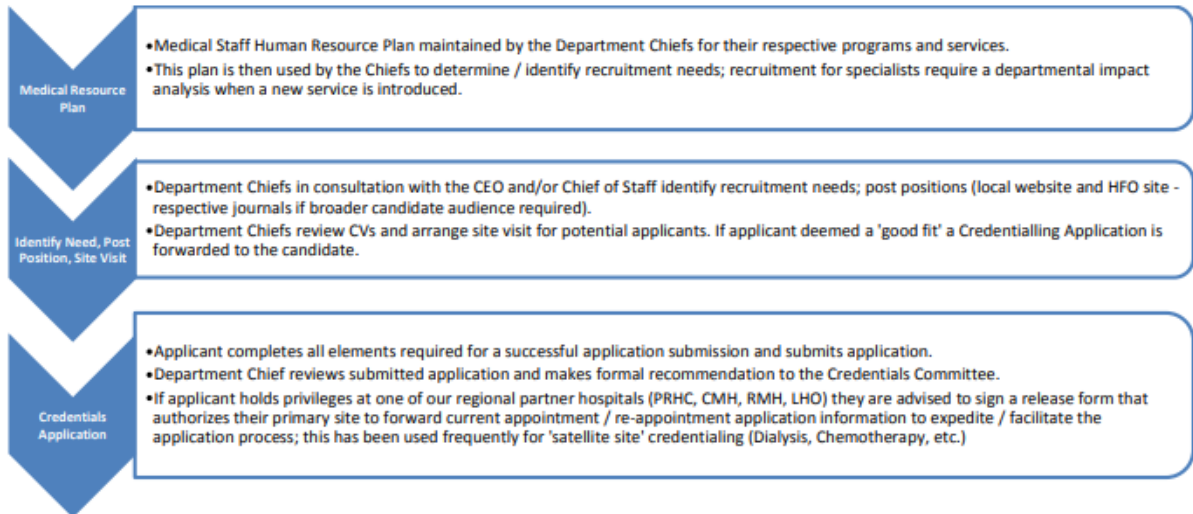 Medical Resource
Plan
•Medical Staff Human Resource Plan maintained by the Department Chiefs for their respective programs and services.
•This plan is then used by the Chiefs to determine / identify recruitment needs; recruitment for specialists require a departmental impact
analysis when a new service is introduced.
Identify Need, Post
Position, Site Visit
•Department Chiefs in consultation with the CEO and/or Chief of Staff identify recruitment needs; post positions (local website and HFO site -
respective journals if broader candidate audience required).
•Department Chiefs review CVs and arrange site visit for potential applicants. If applicant deemed a 'good fit' a Credentialling Application is
forwarded to the candidate.
Credentials
Application
•Applicant completes all elements required for a successful application submission and submits application.
•Department Chief reviews submitted application and makes formal recommendation to the Credentials Committee.
•If applicant holds privileges at one of our regional partner hospitals (PRHC, CMH, RMH, LHO) they are advised to sign a release form that
authorizes their primary site to forward current appointment / re-appointment application information to expedite / facilitate the
application process; this has been used frequently for 'satellite site' credentialing (Dialysis, Chemotherapy, etc.)